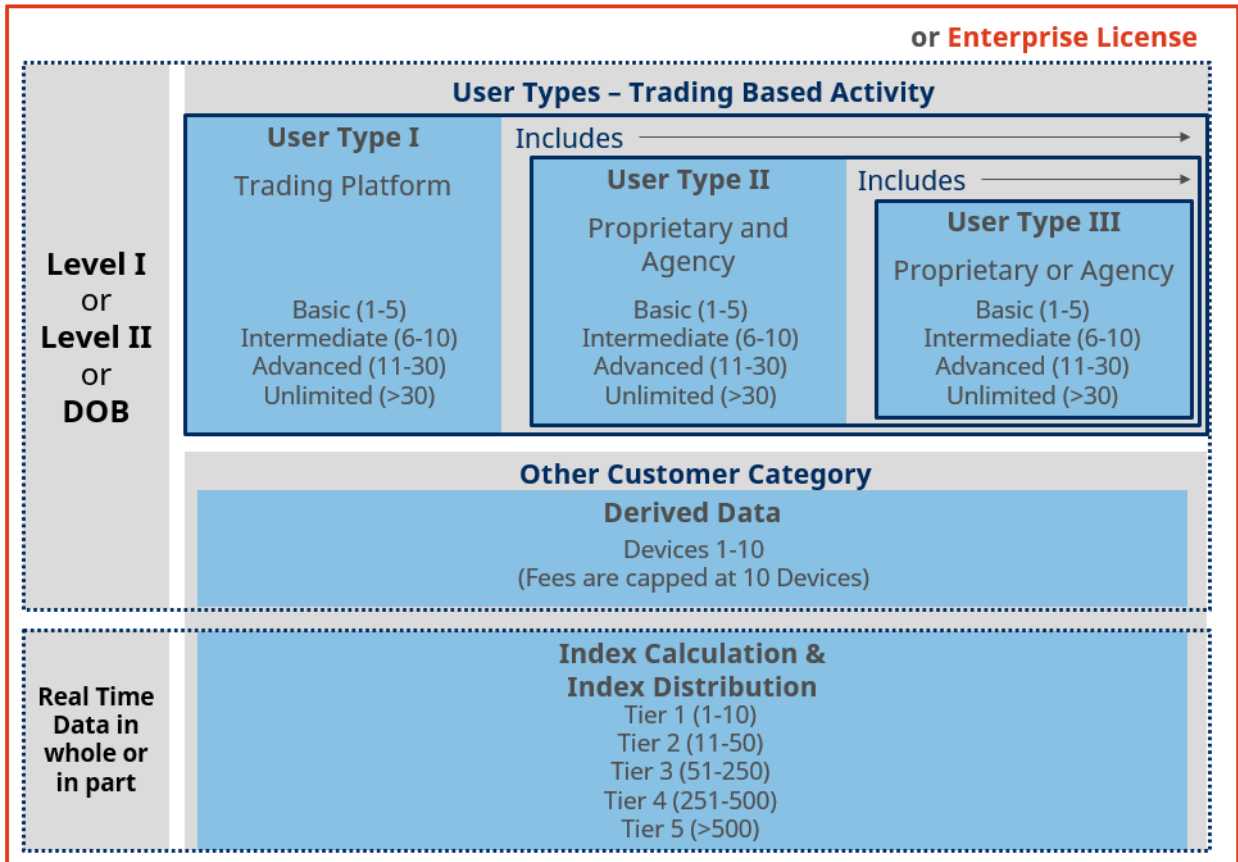 or Enterprise License
User Types – Trading Based Activity
Level I
or
Level II
or
DOB
User Type I
Trading Platform
Basic (1-5)
Intermediate (6-10)
Advanced (11-30)
Unlimited (>30)
Includes
User Type II
Proprietary and
Agency
Basic (1-5)
Intermediate (6-10)
Advanced (11-30)
Unlimited (>30)
Includes
User Type III
Proprietary or Agency
Basic (1-5)
Intermediate (6-10)
Advanced (11-30)
Unlimited (>30)
Other Customer Category
Derived Data
Devices 1-10
(Fees are capped at 10 Devices)
Real Time
Data in
whole or
in part
Index Calculation &
Index Distribution
Tier 1 (1-10)
Tier 2 (11-50)
Tier 3 (51-250)
Tier 4 (251-500)
Tier 5 (>500)